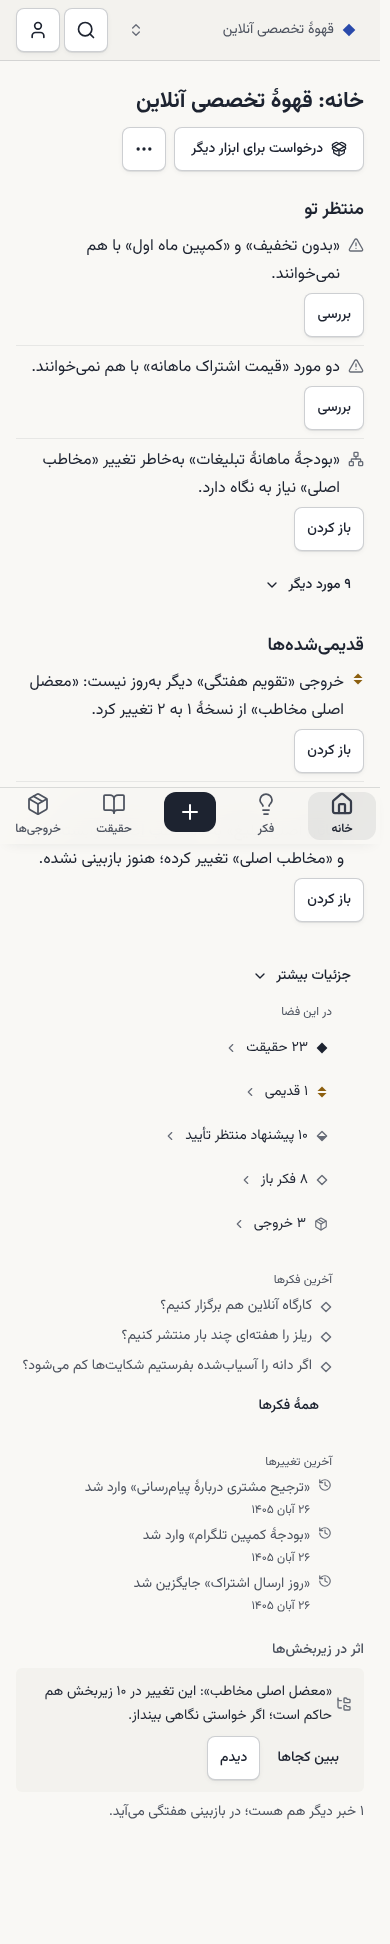 قهوهٔ تخصصی آنلاین
خانه: قهوهٔ تخصصی آنلاین
درخواست برای ابزار دیگر
منتظر تو
«بدون تخفیف» و «کمپین ماه اول» با هم
نمی‌خوانند.
بررسی
دو مورد «قیمت اشتراک ماهانه» با هم نمی‌خوانند.
بررسی
«بودجهٔ ماهانهٔ تبلیغات» به‌خاطر تغییر «مخاطب
اصلی» نیاز به نگاه دارد.
باز کردن
۹ مورد دیگر
قدیمی‌شده‌ها
خروجی «تقویم هفتگی» دیگر به‌روز نیست: «معضل
اصلی مخاطب» از نسخهٔ ۱ به ۲ تغییر کرد.
باز کردن
خانه
فکر
حقیقت
خروجی‌ها
و «مخاطب اصلی» تغییر کرده؛ هنوز بازبینی نشده.
باز کردن
جزئیات بیشتر
در این فضا
۲۳ حقیقت
۱ قدیمی
۱۰ پیشنهاد منتظر تأیید
۸ فکر باز
۳ خروجی
آخرین فکرها
کارگاه آنلاین هم برگزار کنیم؟
ریلز را هفته‌ای چند بار منتشر کنیم؟
اگر دانه را آسیاب‌شده بفرستیم شکایت‌ها کم می‌شود؟
همهٔ فکرها
آخرین تغییرها
«ترجیح مشتری دربارهٔ پیام‌رسانی» وارد شد
۲۶ آبان ۱۴۰۵
«بودجهٔ کمپین تلگرام» وارد شد
۲۶ آبان ۱۴۰۵
«روز ارسال اشتراک» جایگزین شد
۲۶ آبان ۱۴۰۵
اثر در زیربخش‌ها
«معضل اصلی مخاطب»: این تغییر در ۱۰ زیربخش هم
حاکم است؛ اگر خواستی نگاهی بینداز.
ببین کجاها
دیدم
۱ خبر دیگر هم هست؛ در بازبینی هفتگی می‌آید.